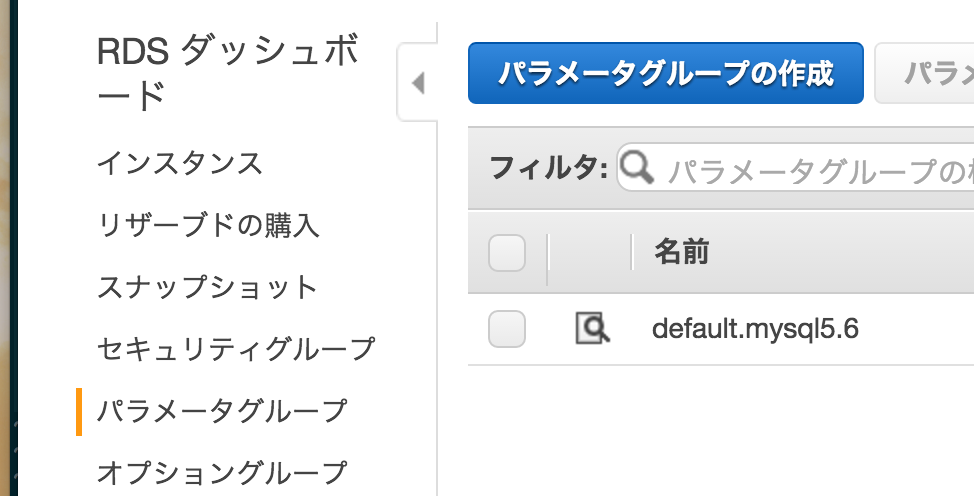 RDS ダッシュボ
ード
インスタンス
リザーブドの購入
スナップショット
セキュリティグループ
パラメータグループ
オプショングループ
パラメータグループの作成
パラメ
フィルタ:
パラメータグループの
名前
default.mysql5.6